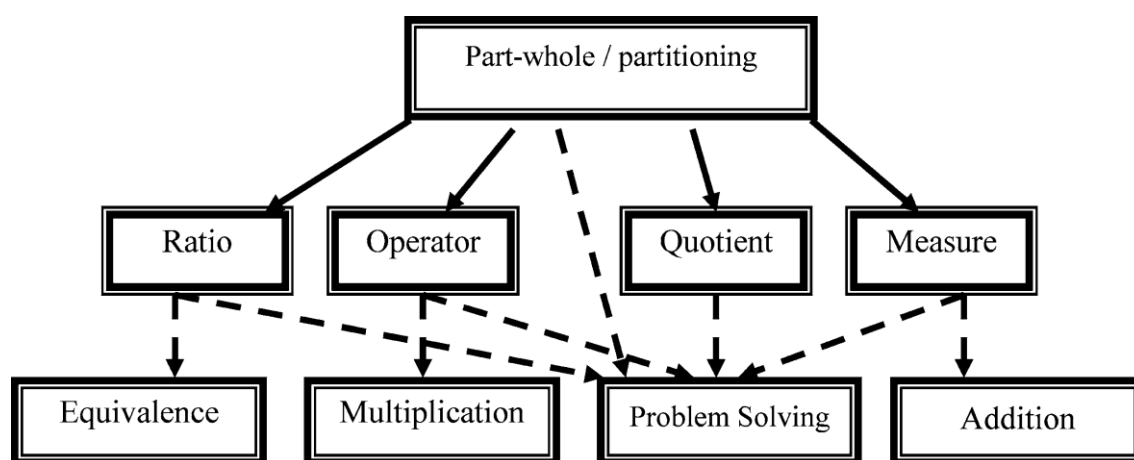 Part-whole / partitioning
Ratio
Operator
Quotient
Measure
Equivalence
Multiplication
Problem Solving
Addition